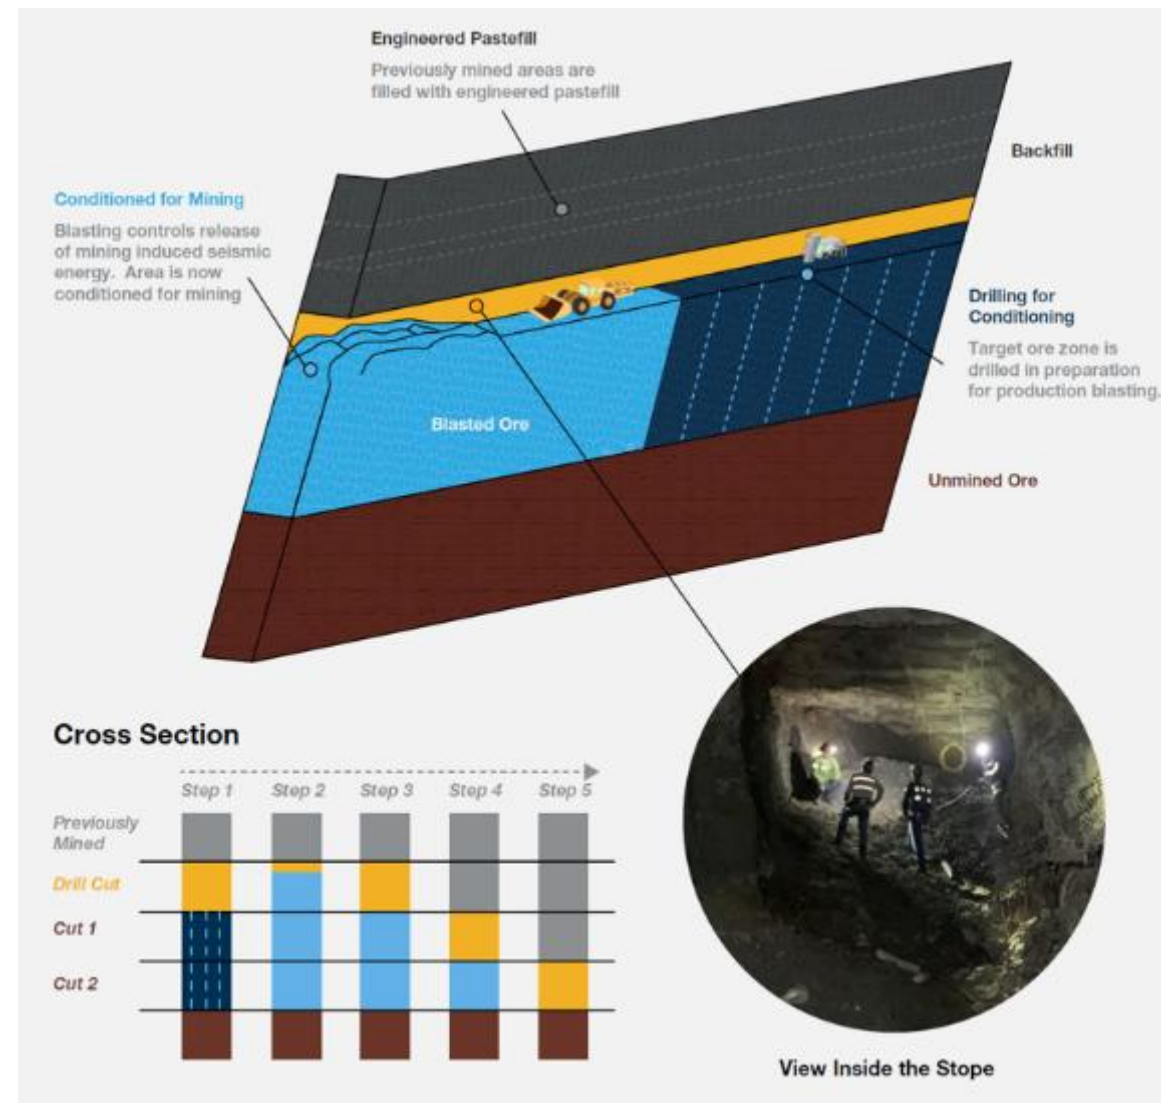 Engineered Pastefill
Previously mined areas are
filled with engineered pastefill
Backfill
Conditioned for Mining
Blasting controls release
of mining induced seismic
energy. Area is now
conditioned for mining
Drilling for
Conditioning
Target ore zone is
drilled in preparation
for production blasting.
Blasted Ore
Unmined Ore
Cross Section
Step 1 Step 2 Step 3 Step 4 Step 5
Previously
Mined
Drill Cut
Cut 1
Cut 2
View Inside the Stope